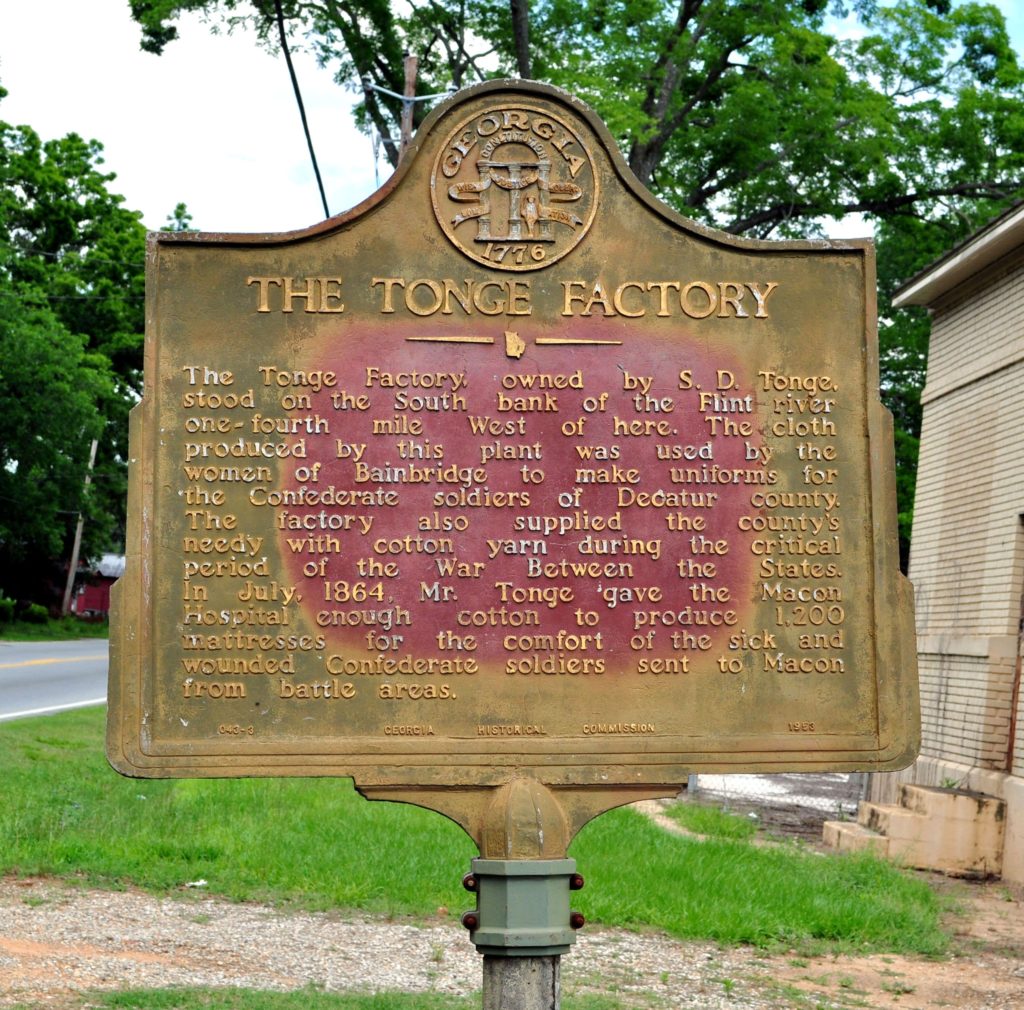 GEORGIA
CONSTITUTION
1776
THE TONGE FACTORY
The Tonge Factory, owned by S. D. Tonge,
stood on the South bank of the Flint river
one-fourth mile West of here. The cloth
produced by this plant was used by the
women of Bainbridge to make uniforms for
the Confederate soldiers of Decatur county.
The factory also supplied the county's
needy with cotton yarn during the critical
period of the War Between the States.
In July, 1864, Mr. Tonge gave the Macon
Hospital enough cotton to produce 1,200
mattresses for the comfort of the sick and
wounded Confederate soldiers sent to Macon
from battle areas.
043-3 GEORGIA HISTORICAL COMMISSION 1953